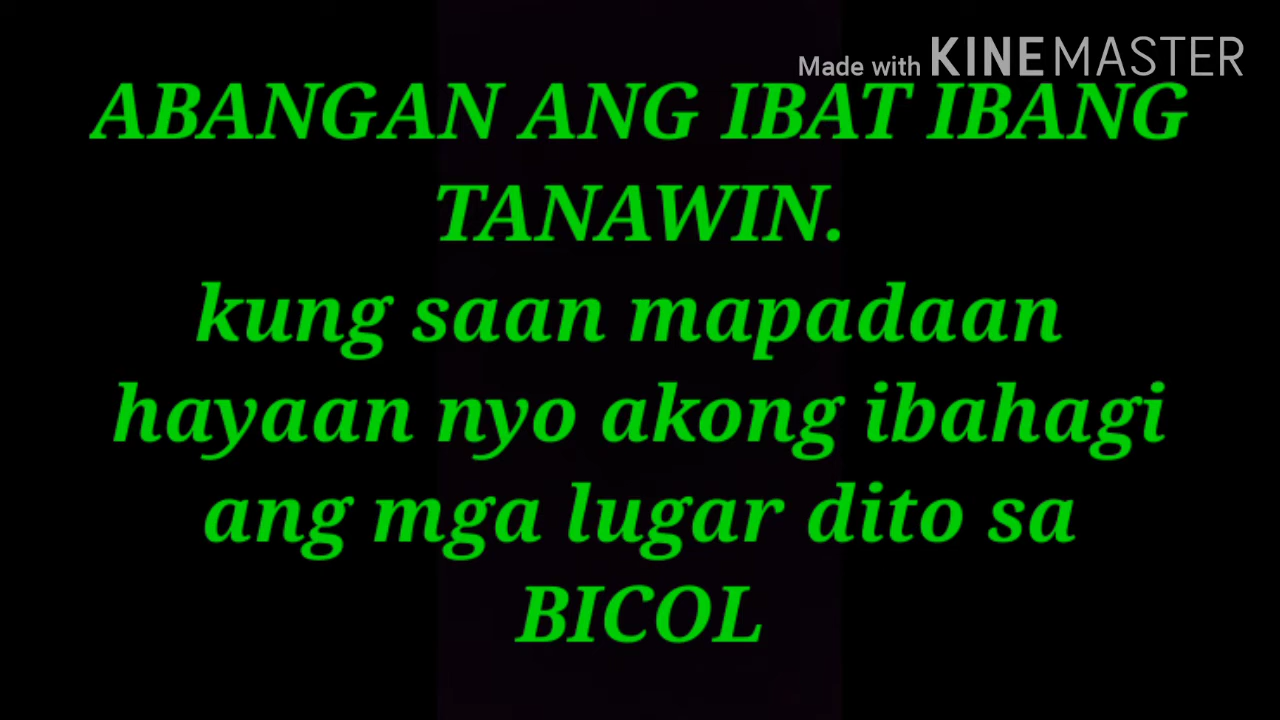 Made with KINEMASTER
ABANGAN ANG IBAT IBANG
TANAWIN.
kung saan mapadaan
hayaan nyo akong ibahagi
ang mga lugar dito sa
BICOL